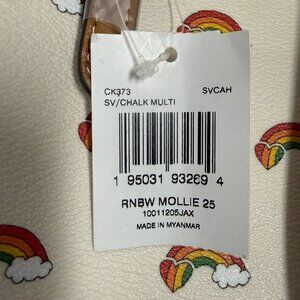 CK373 SVCAH
SV/CHALK MULTI
1 95031 93269 4
RNBW MOLLIE 25
10011205JAX
MADE IN MYANMAR